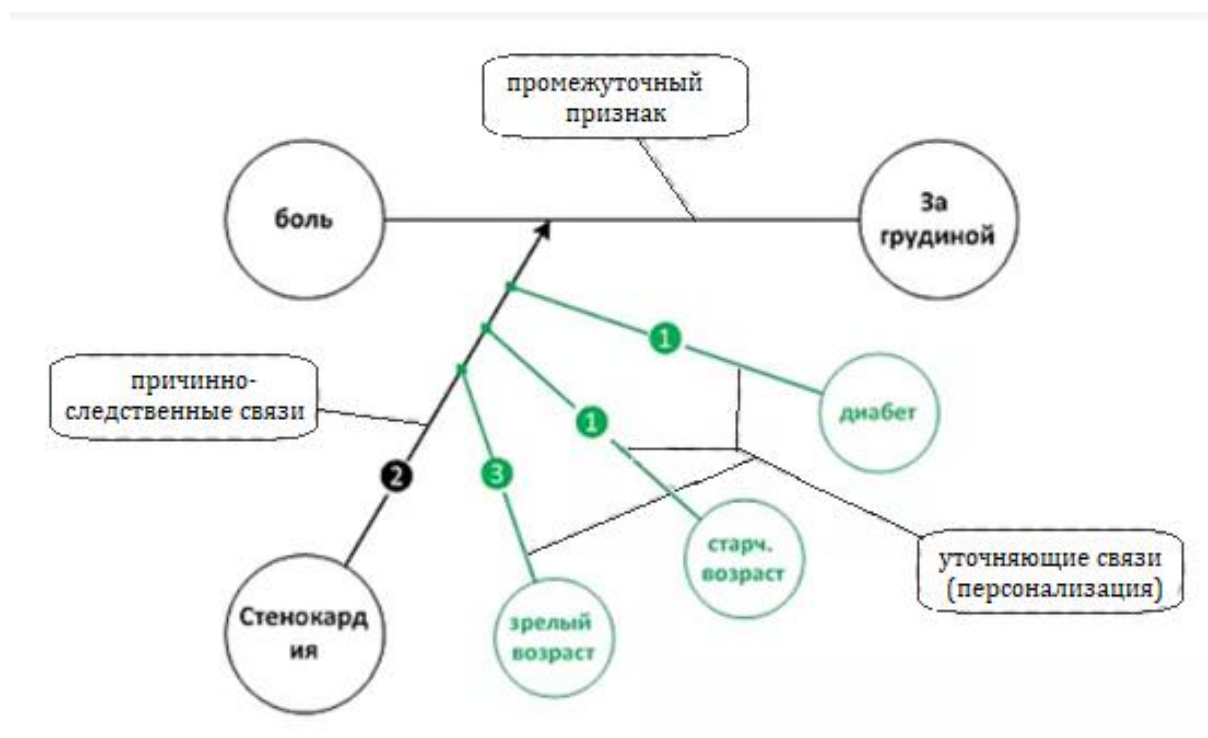 промежуточный
признак
боль
За
грудиной
1
причинно-
следственные связи
диабет
1
2
3
старч.
возраст
уточняющие связи
(персонализация)
Стенокард
ия
зрелый
возраст